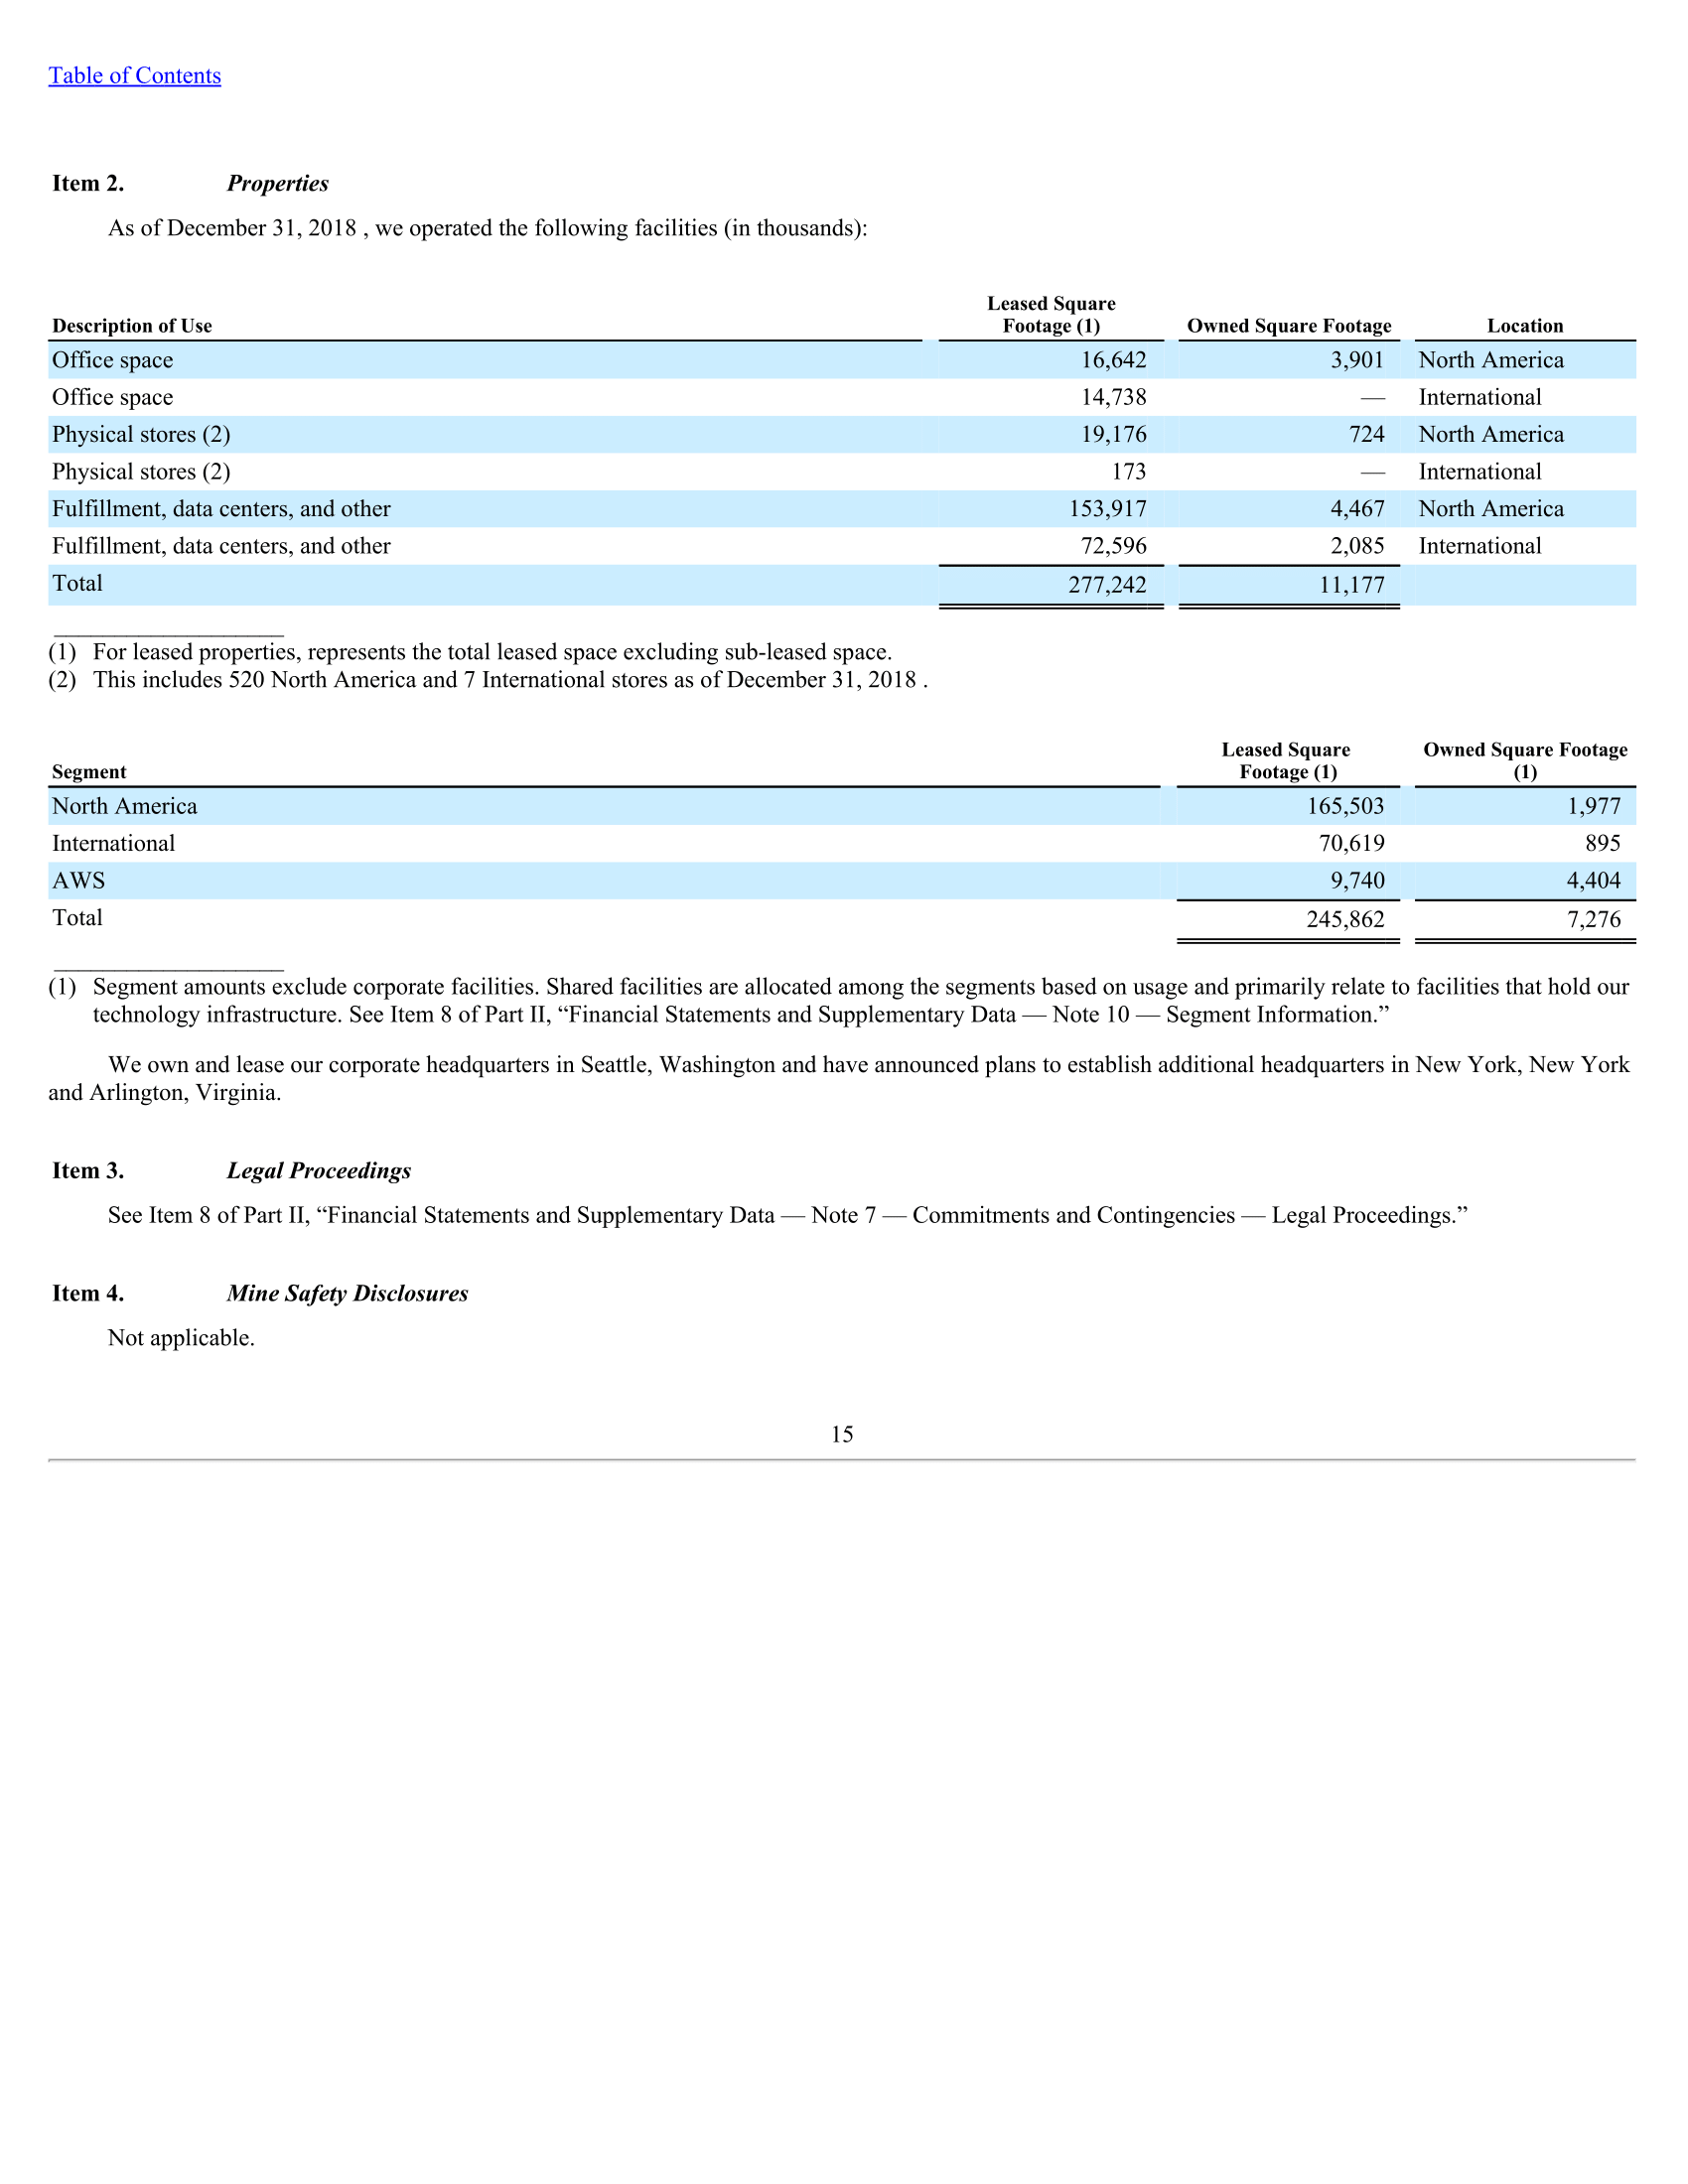 Table of Contents
Item 2. Properties
As of December 31, 2018 , we operated the following facilities (in thousands):
Description of Use Leased Square Footage (1) Owned Square Footage Location
Office space 16,642 3,901 North America
Office space 14,738 — International
Physical stores (2) 19,176 724 North America
Physical stores (2) 173 — International
Fulfillment, data centers, and other 153,917 4,467 North America
Fulfillment, data centers, and other 72,596 2,085 International
Total 277,242 11,177
___________________
(1) For leased properties, represents the total leased space excluding sub-leased space.
(2) This includes 520 North America and 7 International stores as of December 31, 2018 .
Segment Leased Square Footage (1) Owned Square Footage (1)
North America 165,503 1,977
International 70,619 895
AWS 9,740 4,404
Total 245,862 7,276
___________________
(1) Segment amounts exclude corporate facilities. Shared facilities are allocated among the segments based on usage and primarily relate to facilities that hold our
technology infrastructure. See Item 8 of Part II, “Financial Statements and Supplementary Data — Note 10 — Segment Information.”
We own and lease our corporate headquarters in Seattle, Washington and have announced plans to establish additional headquarters in New York, New York
and Arlington, Virginia.
Item 3. Legal Proceedings
See Item 8 of Part II, “Financial Statements and Supplementary Data — Note 7 — Commitments and Contingencies — Legal Proceedings.”
Item 4. Mine Safety Disclosures
Not applicable.
15